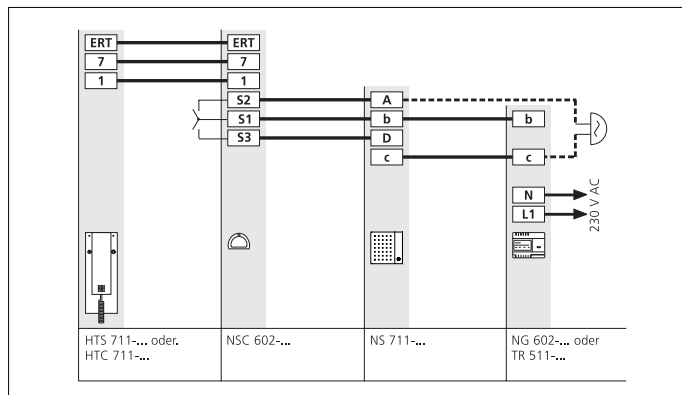 ERT ERT
7 7
1 1
S2 A
S1 b b
S3 D
c c
N
L1
230 V AC
HTS 711-... oder.
HTC 711-...
NSC 602-...
NS 711-...
NG 602-... oder
TR 511-...